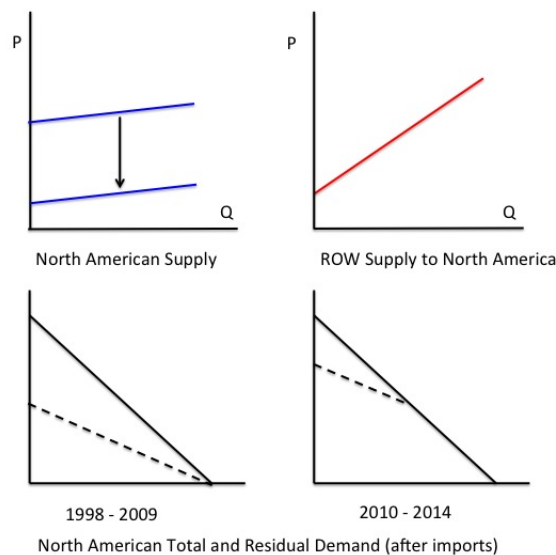 P
P
Q
Q
North American Supply
ROW Supply to North America
1998 - 2009
2010 - 2014
North American Total and Residual Demand (after imports)